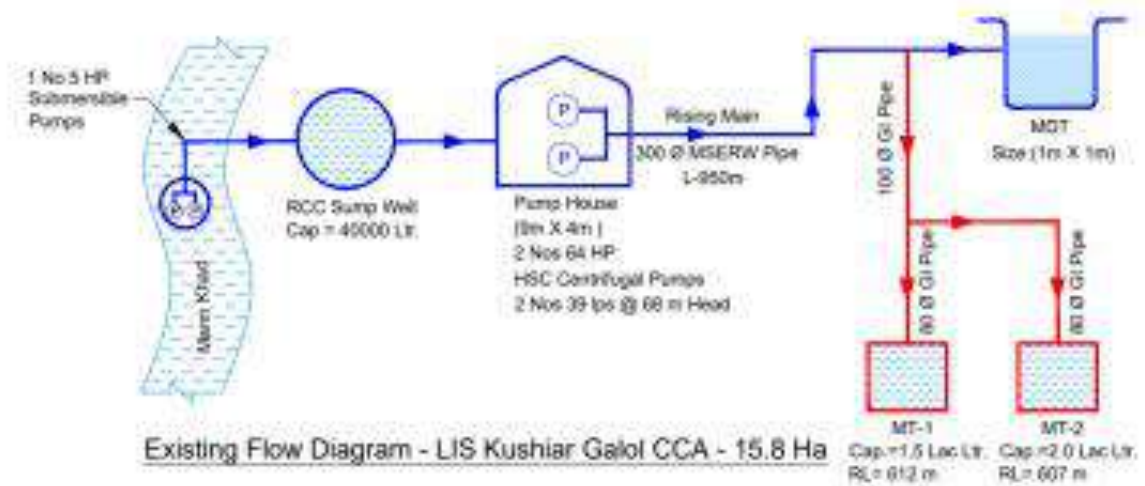 1 No 5 HP
Submersible
Pumps
Mann Khad
RCC Sump Well
Cap = 40000 Ltr.
P
P
Pump House
(9m X 4m )
2 Nos 64 HP
HSC Centrifugal Pumps
2 Nos 39 lps @ 68 m Head
Rising Main
300 Ø MSERW Pipe
L-950m
100 Ø GI Pipe
MDT
Size (1m X 1m)
80 Ø GI Pipe
80 Ø GI Pipe
MT-1
Cap.=1.5 Lac Ltr.
RL= 612 m
MT-2
Cap.=2.0 Lac Ltr.
RL= 607 m
Existing Flow Diagram - LIS Kushiar Galol CCA - 15.8 Ha